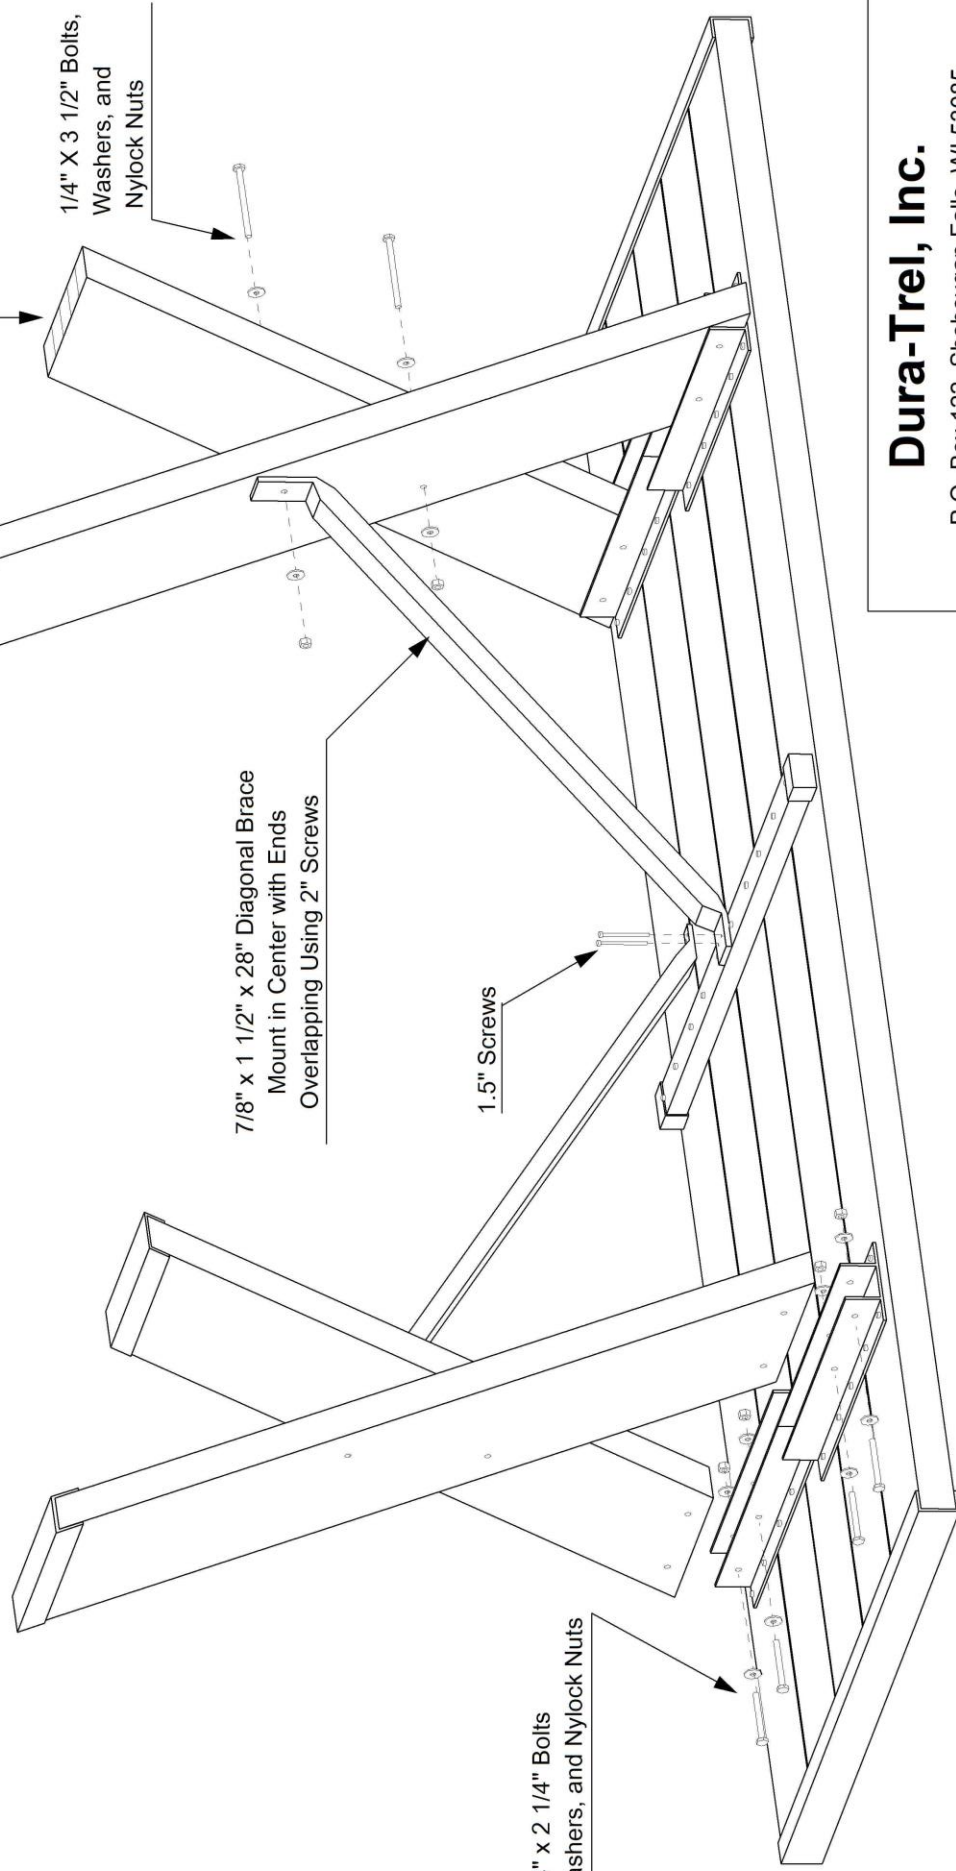 1/4" X 3 1/2" Bolts,
Washers, and
Nylock Nuts
7/8" x 1 1/2" x 28" Diagonal Brace
Mount in Center with Ends
Overlapping Using 2" Screws
1.5" Screws
x 2 1/4" Bolts
and Nylock Nuts
Dura-Trel, Inc.